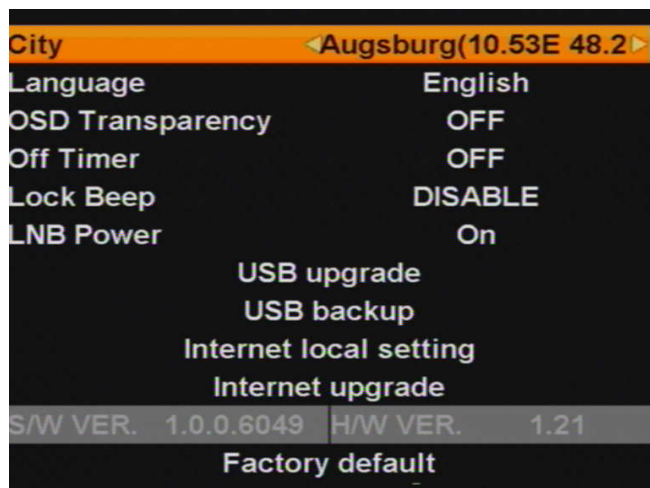 City Augsburg(10.53E 48.2
Language English
OSD Transparency OFF
Off Timer OFF
Lock Beep DISABLE
LNB Power On
USB upgrade
USB backup
Internet local setting
Internet upgrade
S/W VER. 1.0.0.6049 H/W VER. 1.21
Factory default